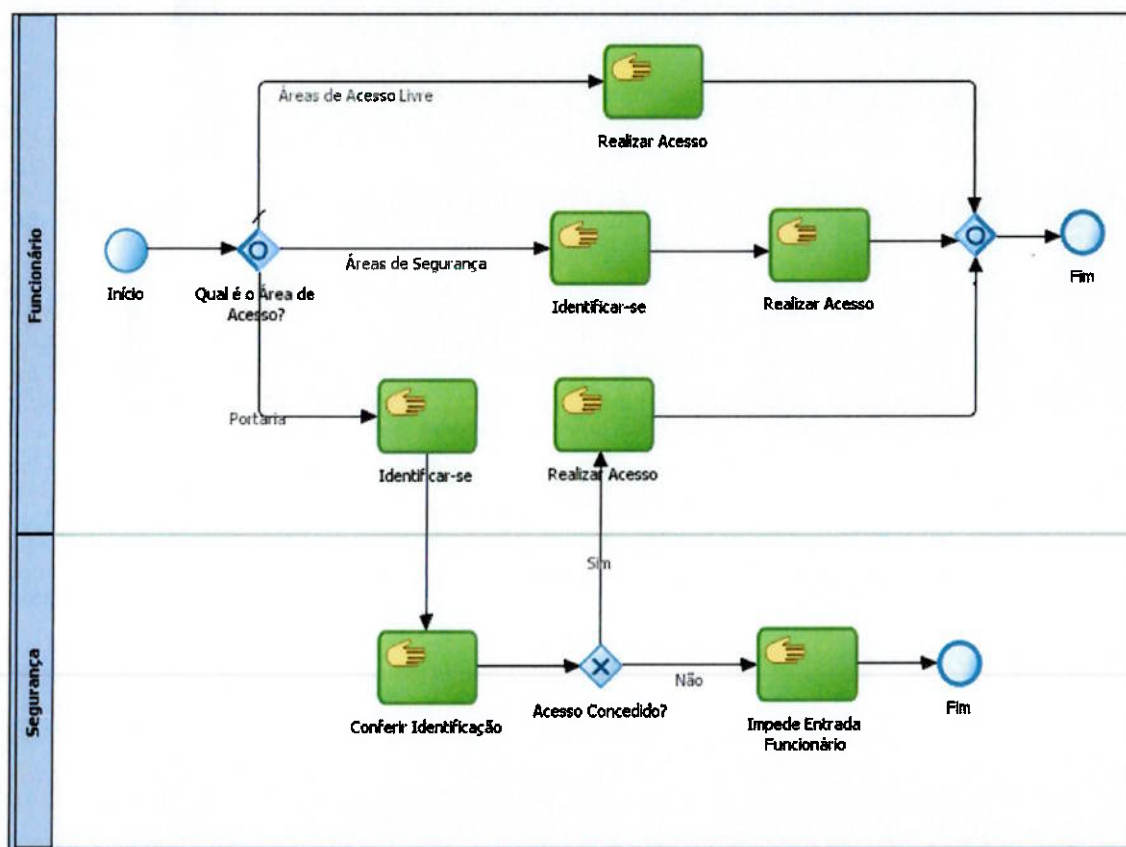 Funcionário
Áreas de Acesso Livre
Realizar Acesso
Início
Qual é o Área de
Acesso?
Áreas de Segurança
Identificar-se
Realizar Acesso
Fim
Portaria
Identificar-se
Realizar Acesso
Segurança
Sim
Conferir Identificação
Acesso Concedido?
Não
Impede Entrada
Funcionário
Fim